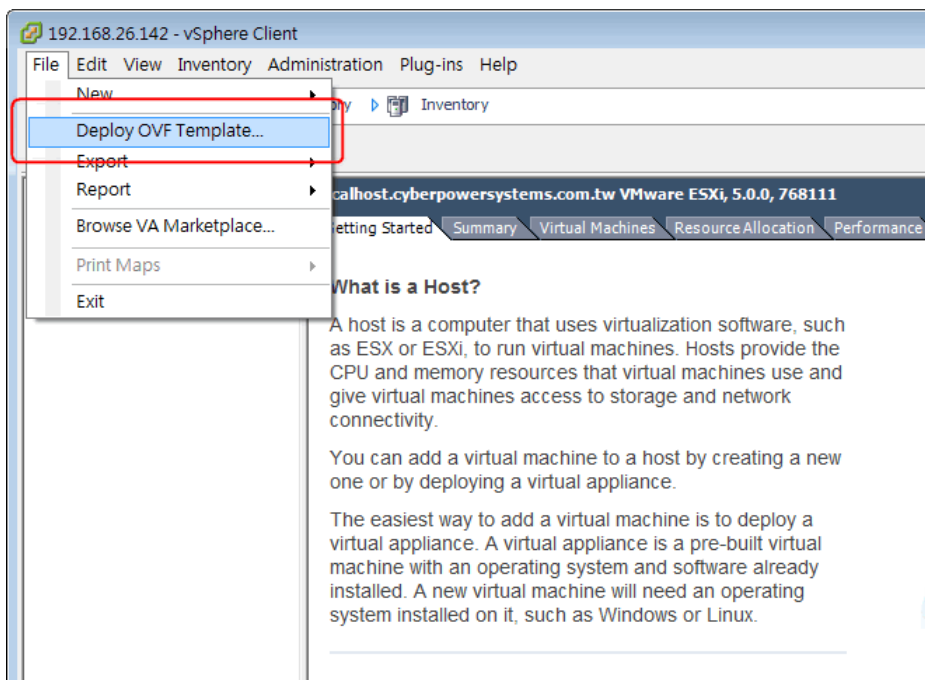 192.168.26.142 - vSphere Client
File Edit View Inventory Administration Plug-ins Help
New
Inventory
Deploy OVF Template...
Export
Report
Browse VA Marketplace...
Print Maps
Exit
calhost.cyberpowersystems.com.tw VMware ESXi, 5.0.0, 768111
etting Started Summary Virtual Machines Resource Allocation Performance
What is a Host?
A host is a computer that uses virtualization software, such
as ESX or ESXi, to run virtual machines. Hosts provide the
CPU and memory resources that virtual machines use and
give virtual machines access to storage and network
connectivity.
You can add a virtual machine to a host by creating a new
one or by deploying a virtual appliance.
The easiest way to add a virtual machine is to deploy a
virtual appliance. A virtual appliance is a pre-built virtual
machine with an operating system and software already
installed. A new virtual machine will need an operating
system installed on it, such as Windows or Linux.